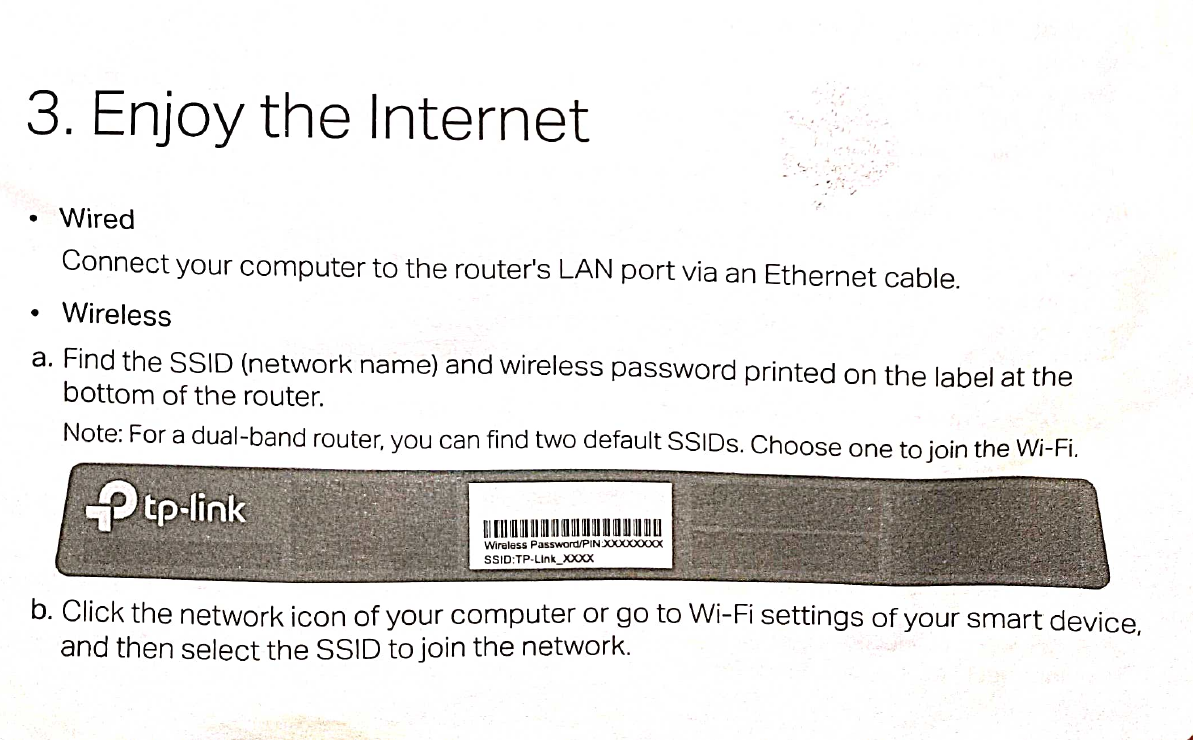 3. Enjoy the Internet
• Wired
Connect your computer to the router's LAN port via an Ethernet cable.
• Wireless
a. Find the SSID (network name) and wireless password printed on the label at the
bottom of the router.
Note: For a dual-band router, you can find two default SSIDs. Choose one to join the Wi-Fi.
tp-link
Wireless Password/PIN:XXXXXXXX
SSID:TP-Link_XXXX
b. Click the network icon of your computer or go to Wi-Fi settings of your smart device,
and then select the SSID to join the network.